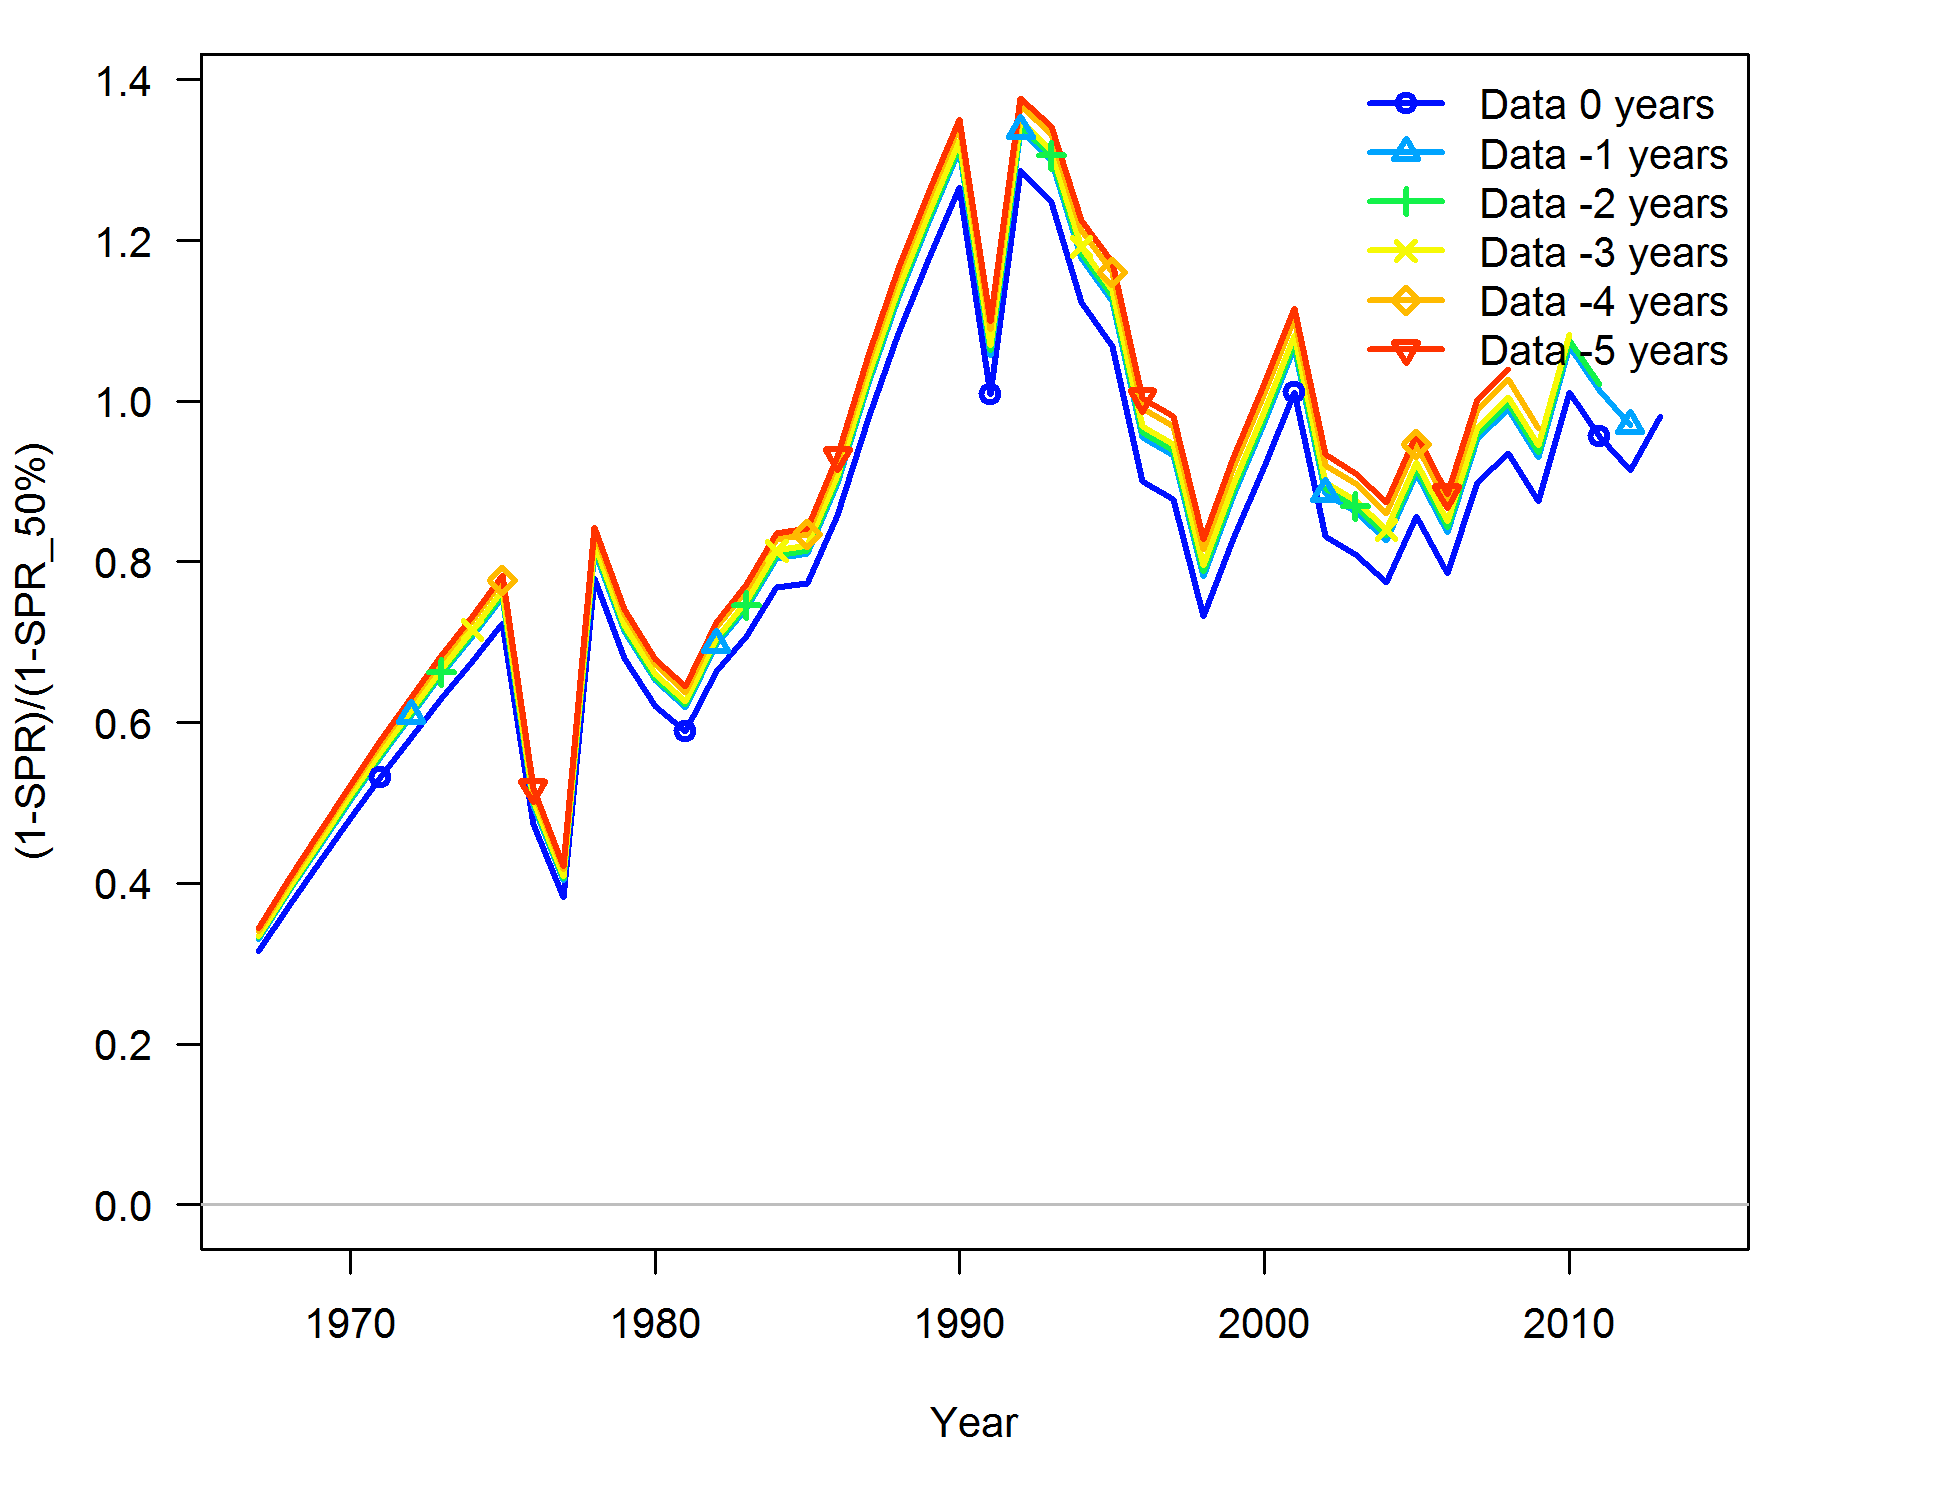 1.4
1.2
1.0
0.8
0.6
0.4
0.2
0.0
(1-SPR)/(1-SPR_50%)
Data 0 years
Data -1 years
Data -2 years
Data -3 years
Data -4 years
Data -5 years
1970 1980 1990 2000 2010
Year